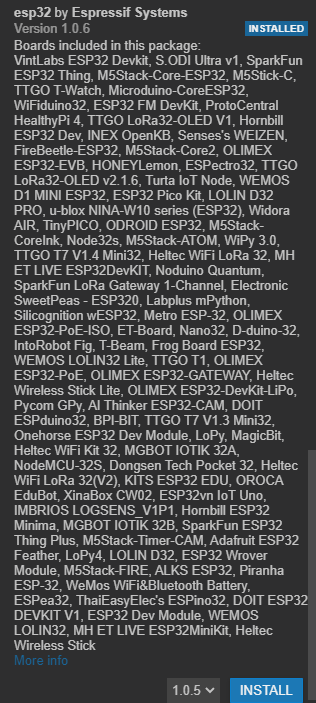 esp32 by Espressif Systems
Version 1.0.6 INSTALLED
Boards included in this package:
VintLabs ESP32 Devkit, S.ODI Ultra v1, SparkFun
ESP32 Thing, M5Stack-Core-ESP32, M5Stick-C,
TTGO T-Watch, Microduino-CoreESP32,
WiFiduino32, ESP32 FM DevKit, ProtoCentral
HealthyPi 4, TTGO LoRa32-OLED V1, Hornbill
ESP32 Dev, INEX OpenKB, Senses's WEIZEN,
FireBeetle-ESP32, M5Stack-Core2, OLIMEX
ESP32-EVB, HONEYLemon, ESPectro32, TTGO
LoRa32-OLED v2.1.6, Turta IoT Node, WEMOS
D1 MINI ESP32, ESP32 Pico Kit, LOLIN D32
PRO, u-blox NINA-W10 series (ESP32), Widora
AIR, TinyPICO, ODROID ESP32, M5Stack-
CoreInk, Node32s, M5Stack-ATOM, WiPy 3.0,
TTGO T7 V1.4 Mini32, Heltec WiFi LoRa 32, MH
ET LIVE ESP32DevKIT, Noduino Quantum,
SparkFun LoRa Gateway 1-Channel, Electronic
SweetPeas - ESP320, Labplus mPython,
Silicognition wESP32, Metro ESP-32, OLIMEX
ESP32-PoE-ISO, ET-Board, Nano32, D-duino-32,
IntoRobot Fig, T-Beam, Frog Board ESP32,
WEMOS LOLIN32 Lite, TTGO T1, OLIMEX
ESP32-PoE, OLIMEX ESP32-GATEWAY, Heltec
Wireless Stick Lite, OLIMEX ESP32-DevKit-LiPo,
Pycom GPy, AI Thinker ESP32-CAM, DOIT
ESPduino32, BPI-BIT, TTGO T7 V1.3 Mini32,
Onehorse ESP32 Dev Module, LoPy, MagicBit,
Heltec WiFi Kit 32, MGBOT IOTIK 32A,
NodeMCU-32S, Dongsen Tech Pocket 32, Heltec
WiFi LoRa 32(V2), KITS ESP32 EDU, OROCA
EduBot, XinaBox CW02, ESP32vn IoT Uno,
IMBRIOS LOGSENS_V1P1, Hornbill ESP32
Minima, MGBOT IOTIK 32B, SparkFun ESP32
Thing Plus, M5Stack-Timer-CAM, Adafruit ESP32
Feather, LoPy4, LOLIN D32, ESP32 Wrover
Module, M5Stack-FIRE, ALKS ESP32, Piranha
ESP-32, WeMos WiFi&Bluetooth Battery,
ESPea32, ThaiEasyElec's ESPino32, DOIT ESP32
DEVKIT V1, ESP32 Dev Module, WEMOS
LOLIN32, MH ET LIVE ESP32MiniKit, Heltec
Wireless Stick
More info
1.0.5 INSTALL